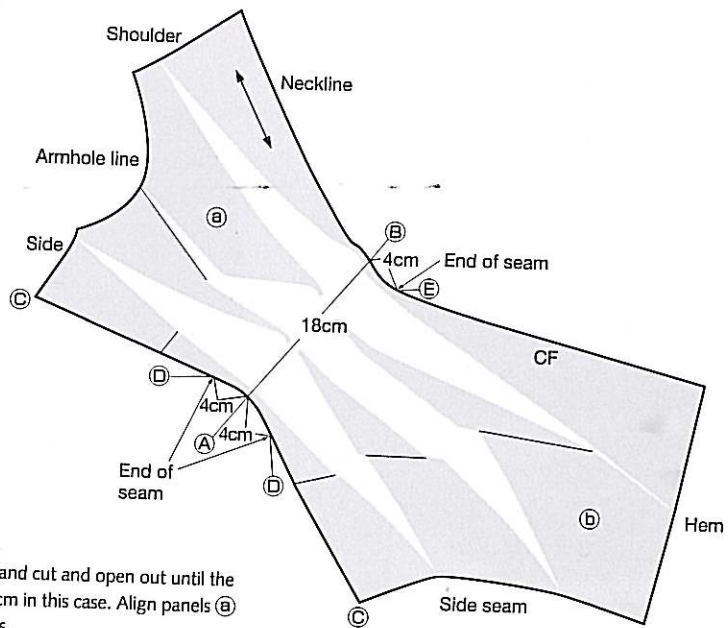 Shoulder
Neckline
Armhole line
ⓐ
Side
Ⓑ
4cm
End of seam
Ⓔ
Ⓒ
18cm
CF
Ⓓ
4cm
4cm
Ⓐ
End of
seam
Ⓓ
ⓑ
Hem
and cut and open out until the
cm in this case. Align panels ⓐ
Side seam
Ⓒ